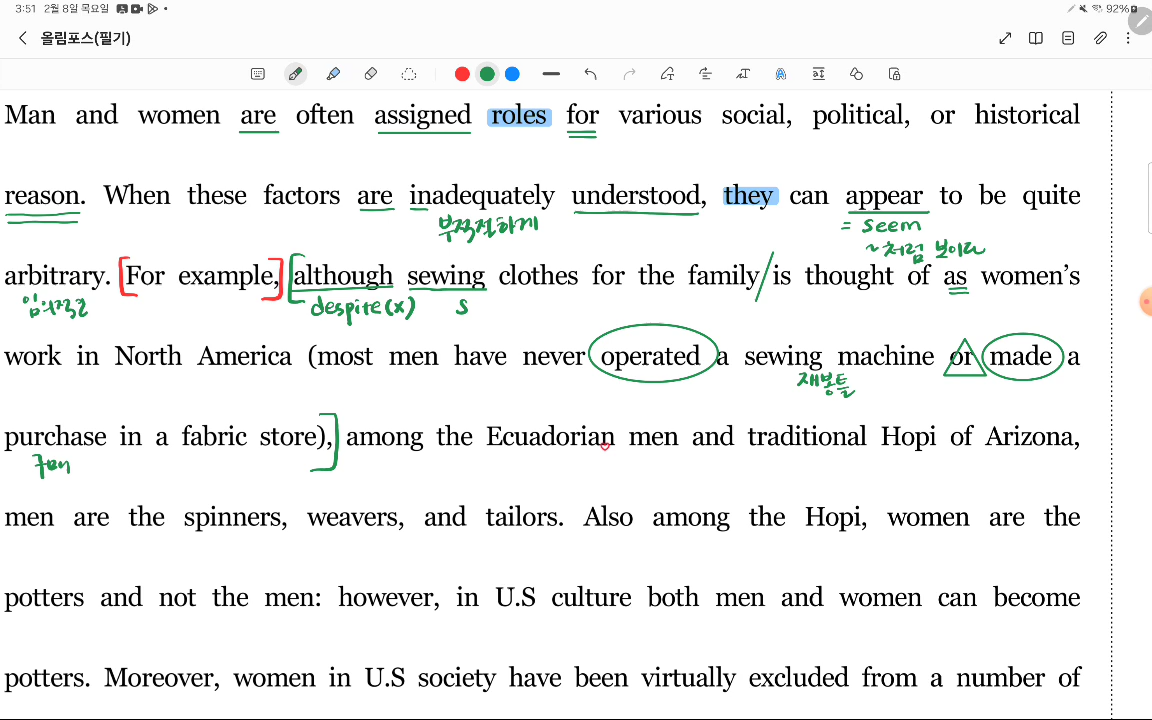 3:51 2월 8일 목요일
92%
올림포스(필기)
Man and women are often assigned roles for various social, political, or historical
reason. When these factors are inadequately understood, they can appear to be quite
부적절하게
= seem
~처럼 보이다
arbitrary. [For example,] [although sewing clothes for the family / is thought of as women's
despite(x)
s
work in North America (most men have never operated a sewing machine or made a
재봉틀
purchase in a fabric store),] among the Ecuadorian men and traditional Hopi of Arizona,
구매
men are the spinners, weavers, and tailors. Also among the Hopi, women are the
potters and not the men: however, in U.S culture both men and women can become
potters. Moreover, women in U.S society have been virtually excluded from a number of